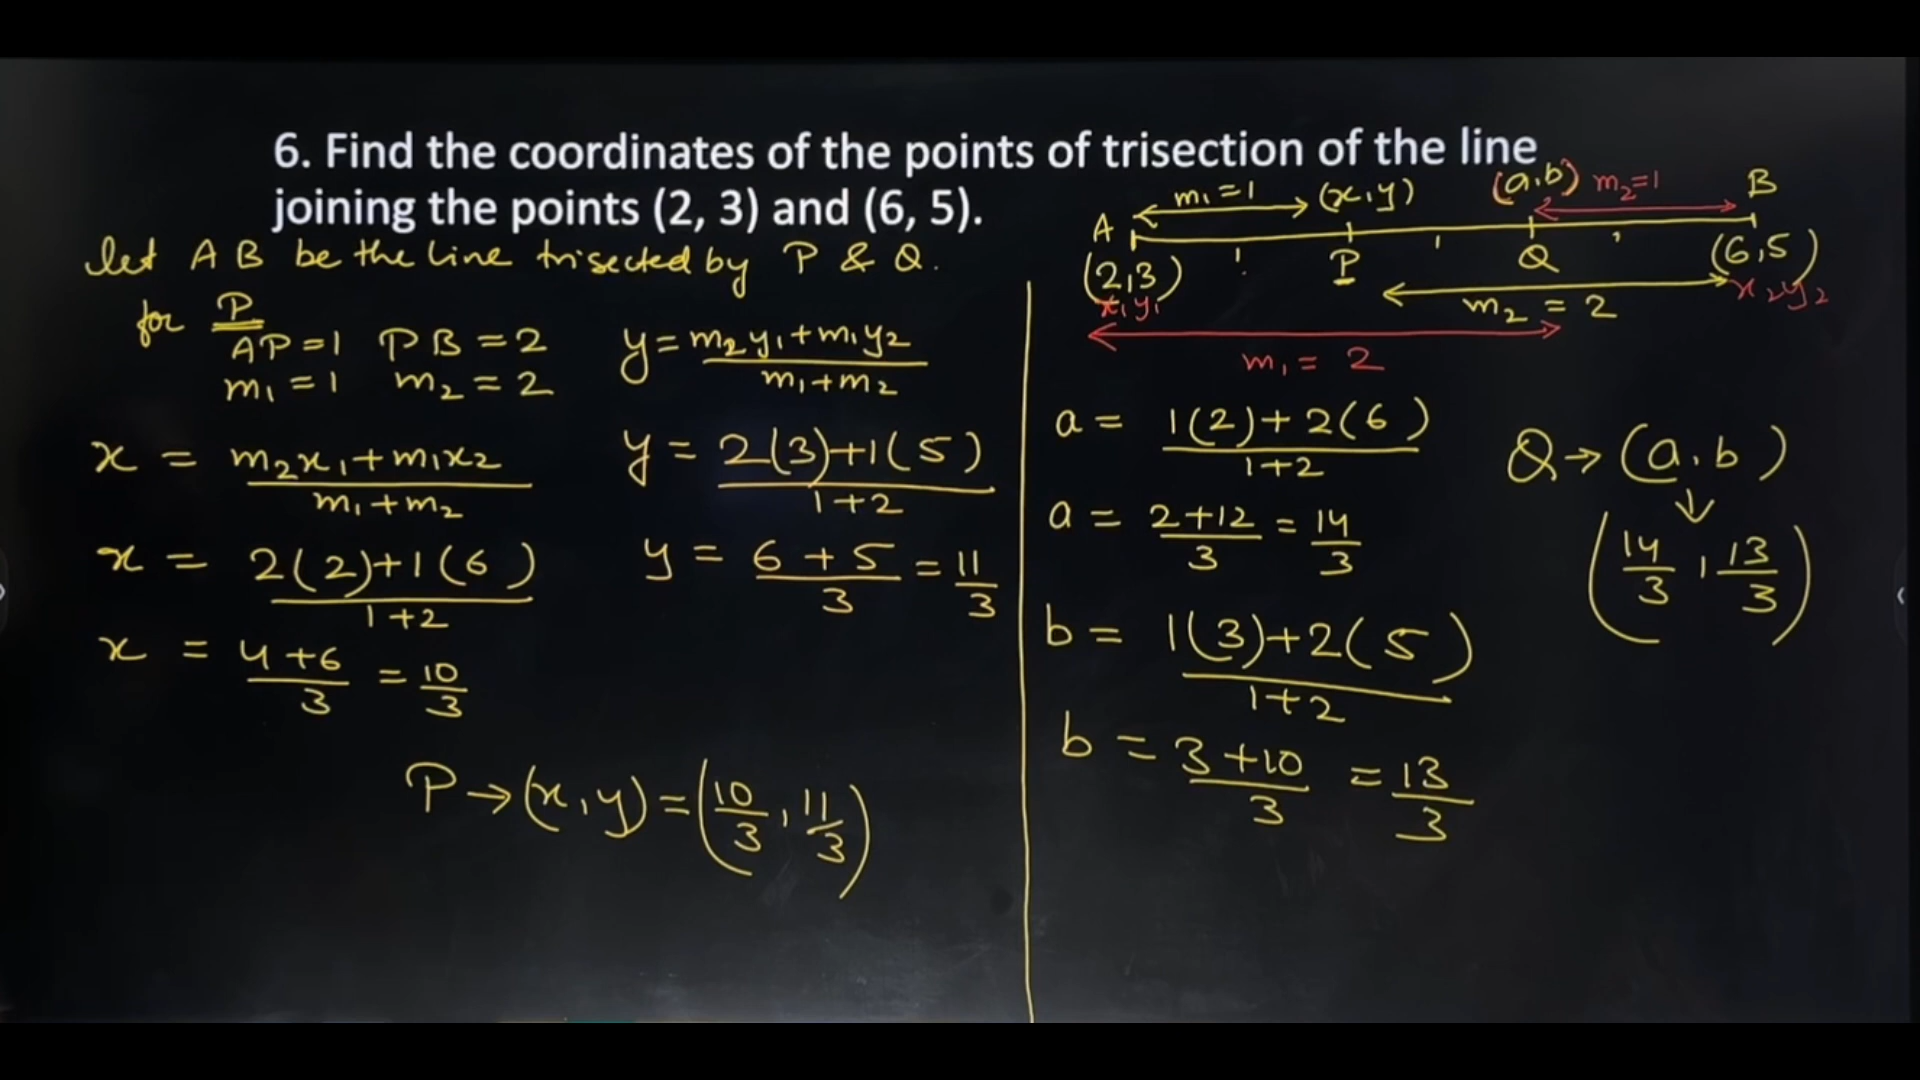 6. Find the coordinates of the points of trisection of the line
joining the points (2, 3) and (6, 5).
let AB be the line trisected by P & Q.
for P
AP=1 PB=2
m₁=1 m₂=2
x = (m₂x₁+m₁x₂)/(m₁+m₂)
x = (2(2)+1(6))/(1+2)
x = (4+6)/3 = 10/3
y = (m₂y₁+m₁y₂)/(m₁+m₂)
y = (2(3)+1(5))/(1+2)
y = (6+5)/3 = 11/3
P→(x,y)=(10/3, 11/3)
m₁=1 (x,y) (a,b) m₂=1 B
A P Q
(2,3) (6,5)
x₁y₁ x₂y₂
m₂ = 2
m₁ = 2
a = (1(2)+2(6))/(1+2)
a = (2+12)/3 = 14/3
b = (1(3)+2(5))/(1+2)
b = (3+10)/3 = 13/3
Q→(a,b)
↓
(14/3, 13/3)